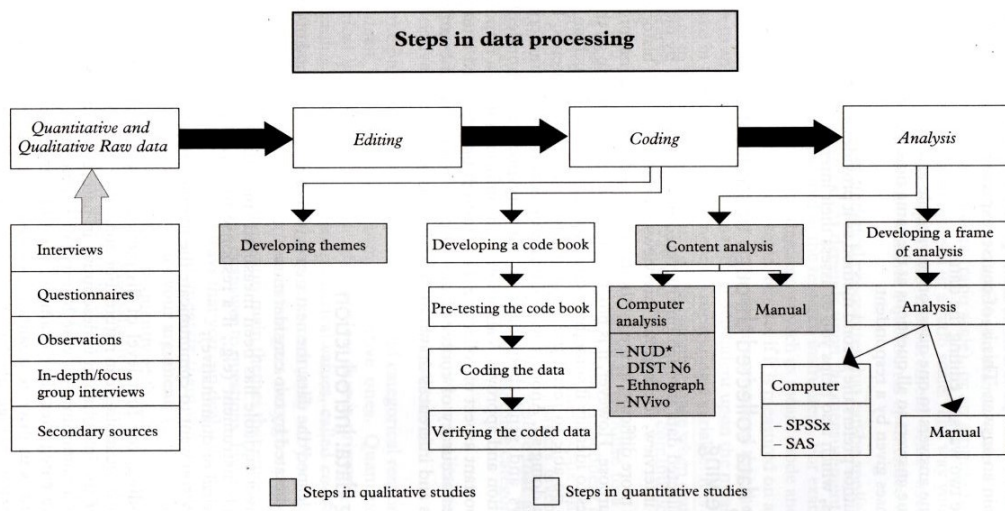 Steps in data processing
Quantitative and
Qualitative Raw data
Editing
Coding
Analysis
Interviews
Questionnaires
Observations
In-depth/focus
group interviews
Secondary sources
Developing themes
Developing a code book
Pre-testing the code book
Coding the data
Verifying the coded data
Content analysis
Computer
analysis
– NUD*
DIST N6
– Ethnograph
– NVivo
Manual
Developing a frame
of analysis
Analysis
Computer
– SPSSx
– SAS
Manual
Steps in qualitative studies
Steps in quantitative studies